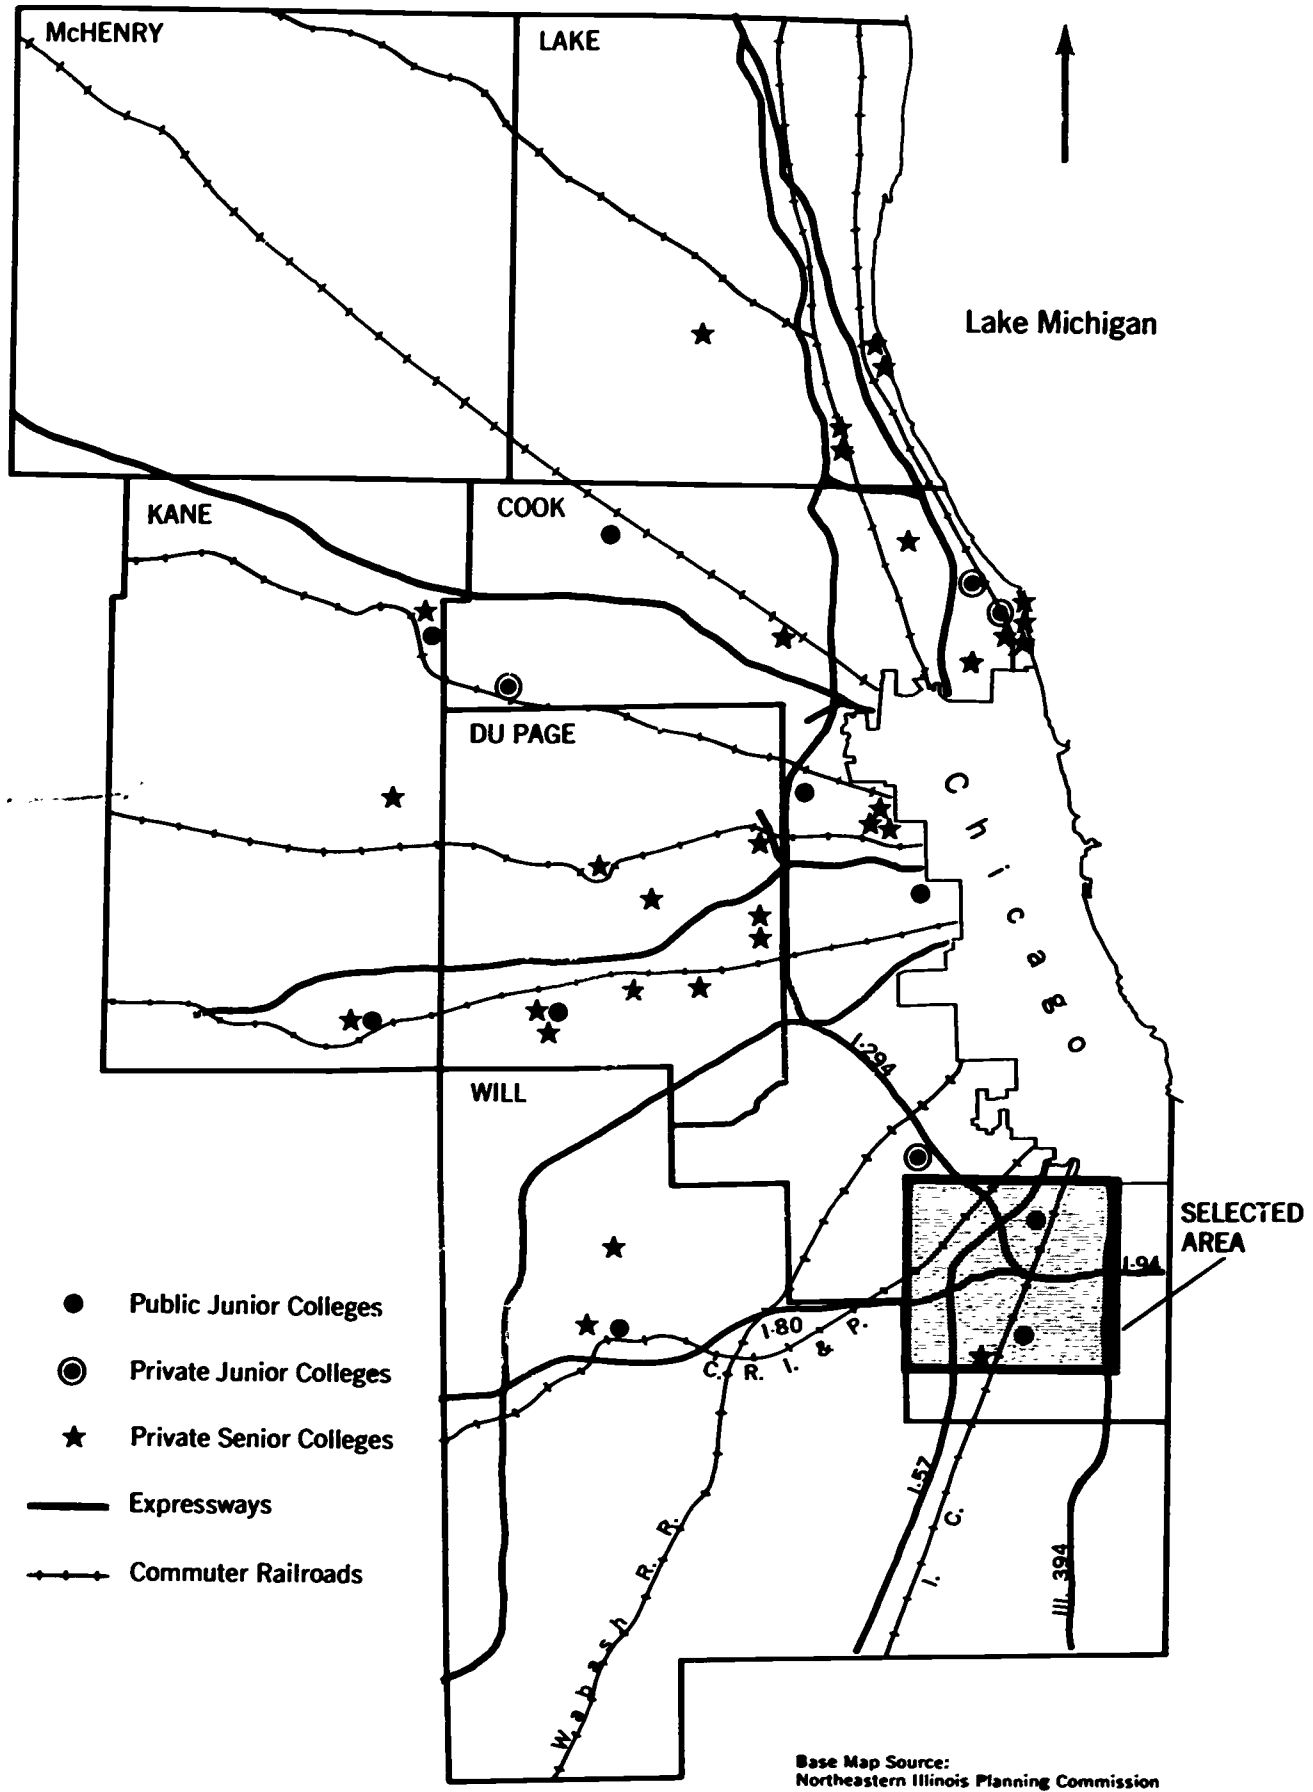 McHENRY
LAKE
Lake Michigan
KANE
COOK
DU PAGE
Chicago
I-294
WILL
SELECTED
AREA
I-94
I-80
C. R. I. & P.
I-57
I. C.
Ill. 394
Wabash R. R.
Public Junior Colleges
Private Junior Colleges
Private Senior Colleges
Expressways
Commuter Railroads
Base Map Source:
Northeastern Illinois Planning Commission